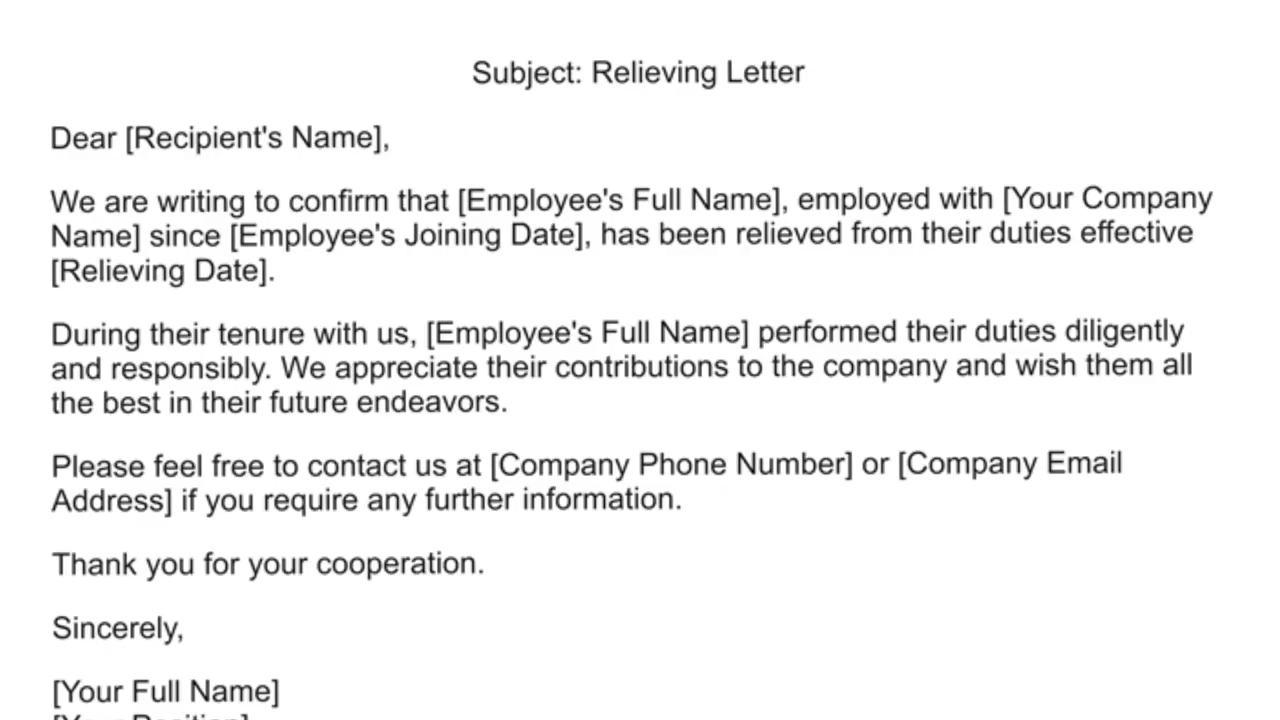 Subject: Relieving Letter
Dear [Recipient's Name],
We are writing to confirm that [Employee's Full Name], employed with [Your Company
Name] since [Employee's Joining Date], has been relieved from their duties effective
[Relieving Date].
During their tenure with us, [Employee's Full Name] performed their duties diligently
and responsibly. We appreciate their contributions to the company and wish them all
the best in their future endeavors.
Please feel free to contact us at [Company Phone Number] or [Company Email
Address] if you require any further information.
Thank you for your cooperation.
Sincerely,
[Your Full Name]
[Your Position]